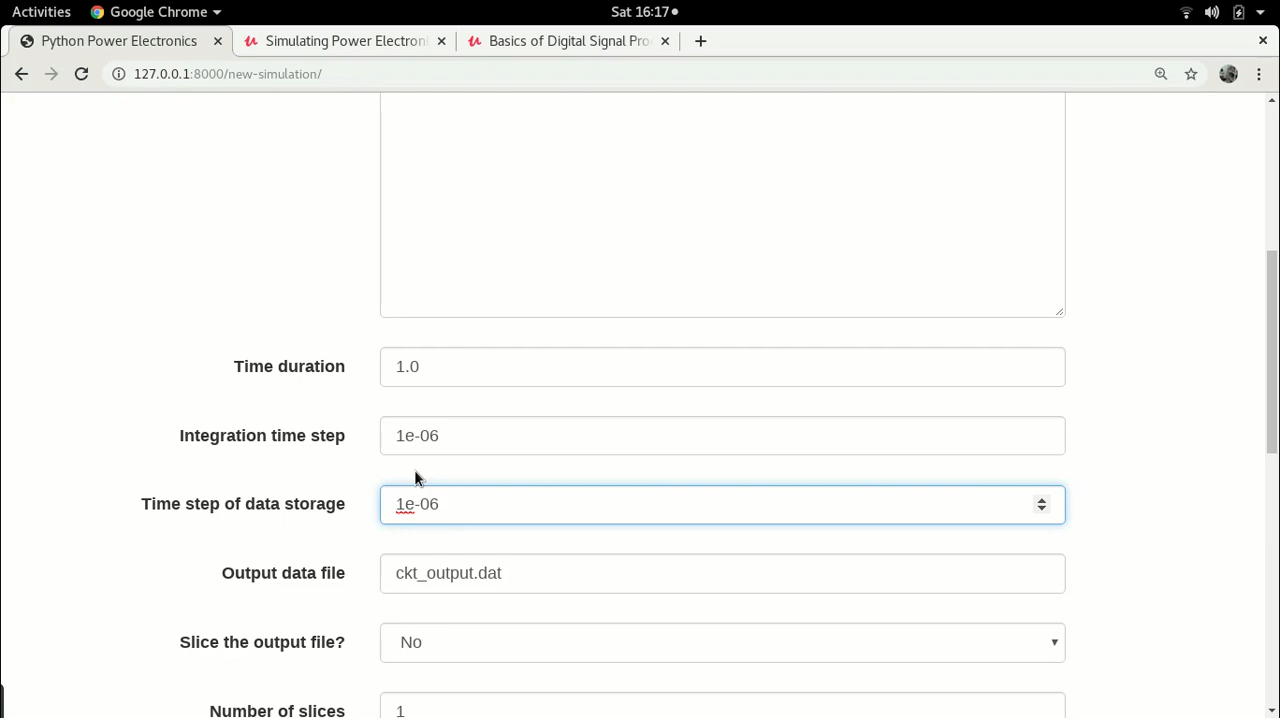 Activities Google Chrome Sat 16:17
Python Power Electronics Simulating Power Electroni Basics of Digital Signal Pro
127.0.0.1:8000/new-simulation/
Time duration 1.0
Integration time step 1e-06
Time step of data storage 1e-06
Output data file ckt_output.dat
Slice the output file? No
Number of slices 1